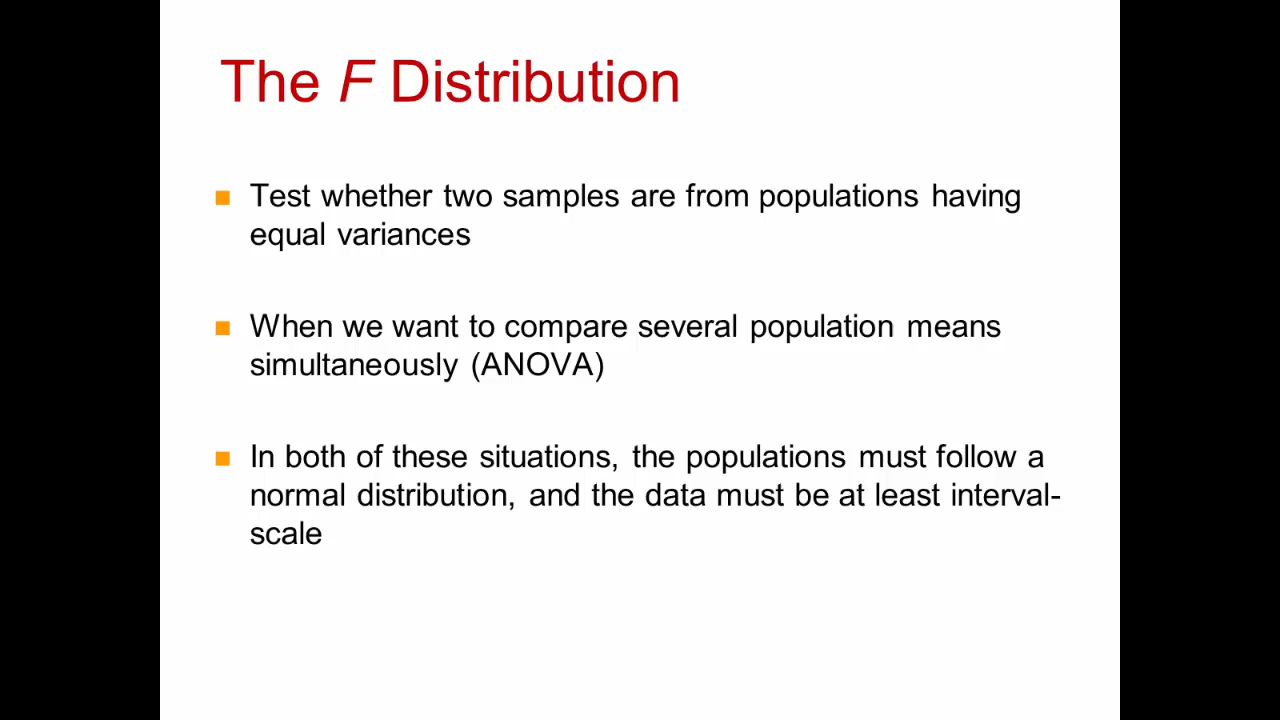 The F Distribution
Test whether two samples are from populations having
equal variances
When we want to compare several population means
simultaneously (ANOVA)
In both of these situations, the populations must follow a
normal distribution, and the data must be at least interval-
scale